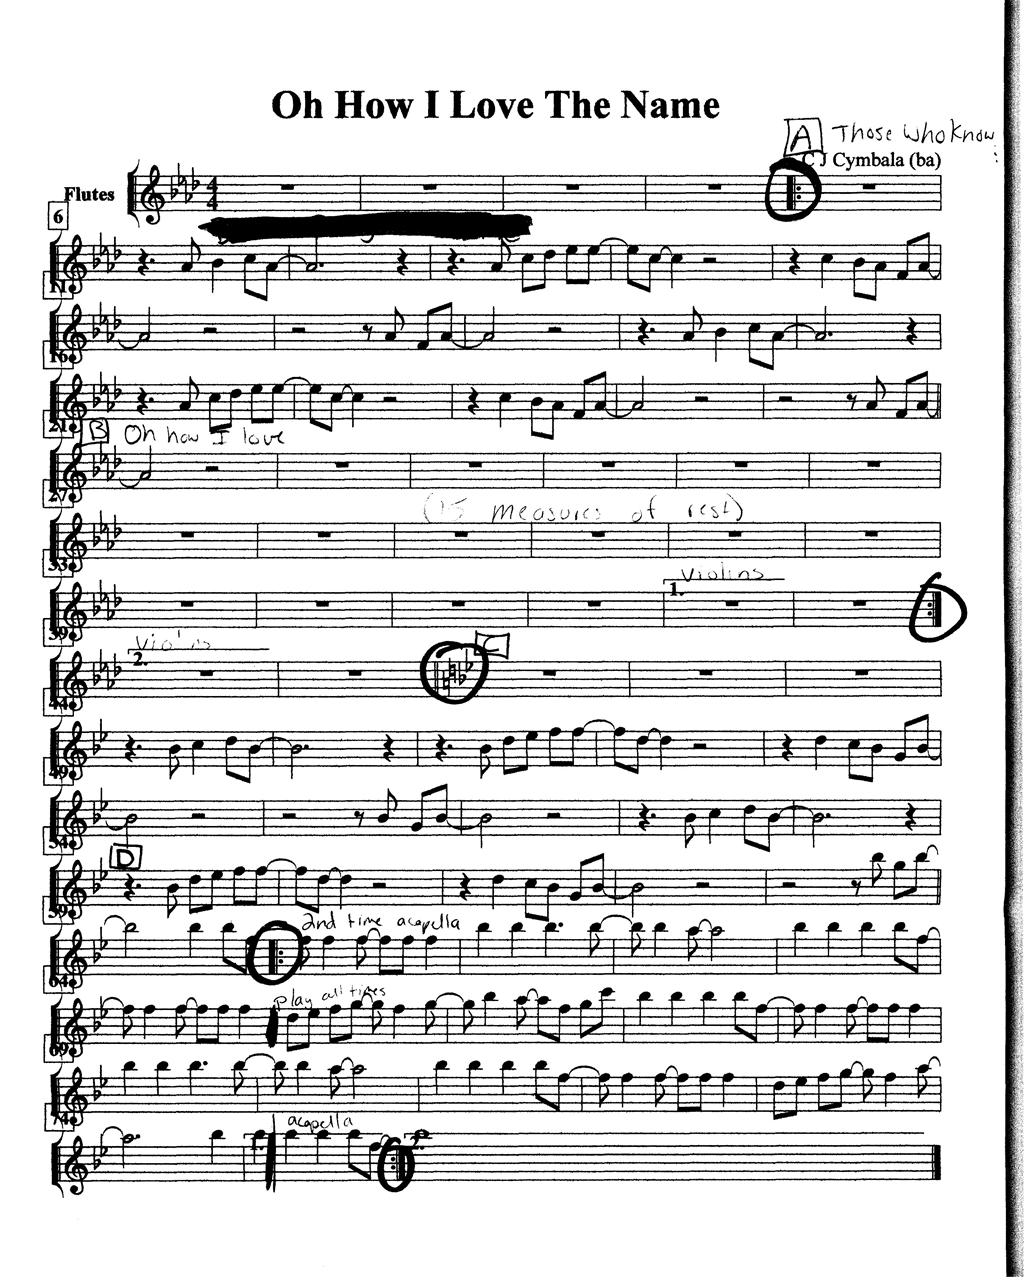 Oh How I Love The Name
A Those Who Know
C J Cymbala (ba)
Flutes
6
11
16
21
B Oh how I love
27
(15 measures of rest)
33
violins
1.
39
violins
2.
C
44
49
54
D
59
2nd time acapella
64
play all times
69
74
acapella
1.
2.